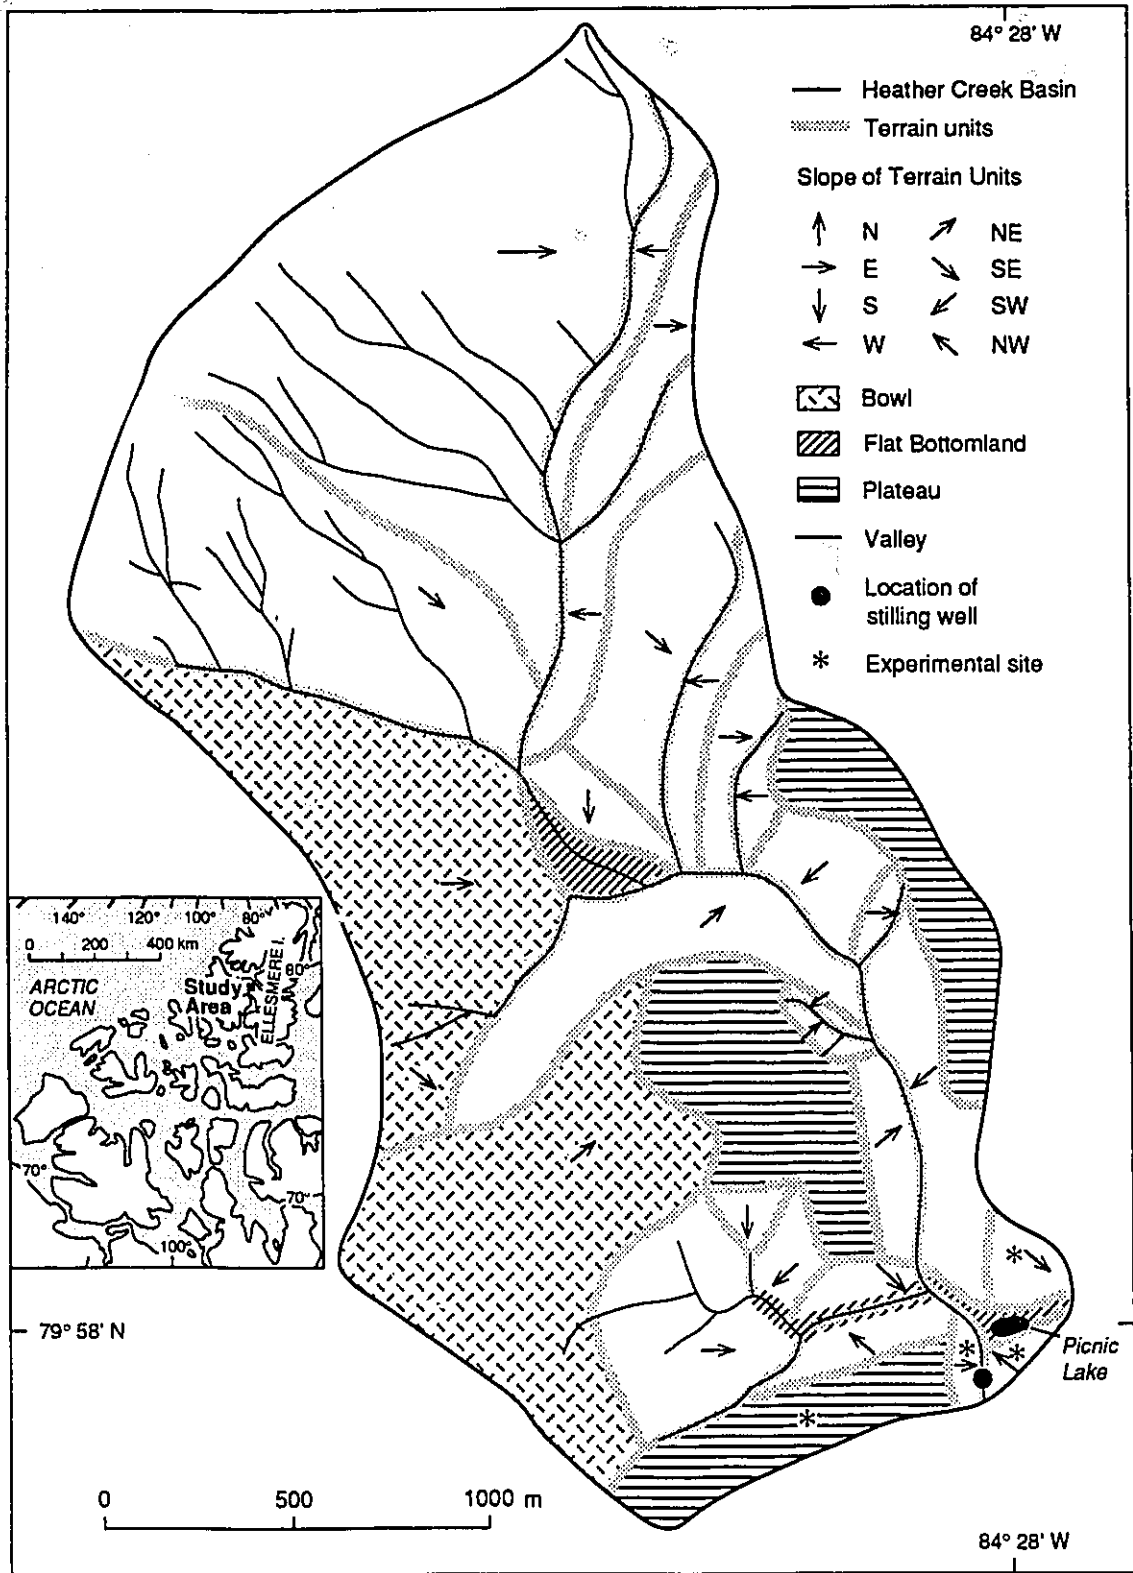 84° 28' W
Heather Creek Basin
Terrain units
Slope of Terrain Units
N NE
E SE
S SW
W NW
Bowl
Flat Bottomland
Plateau
Valley
Location of
stilling well
* Experimental site
140° 120° 100° 80°
0 200 400 km
ARCTIC
OCEAN
Study
Area
ELLESMERE I.
80°
70°
70°
100°
79° 58' N
Picnic
Lake
0 500 1000 m
84° 28' W